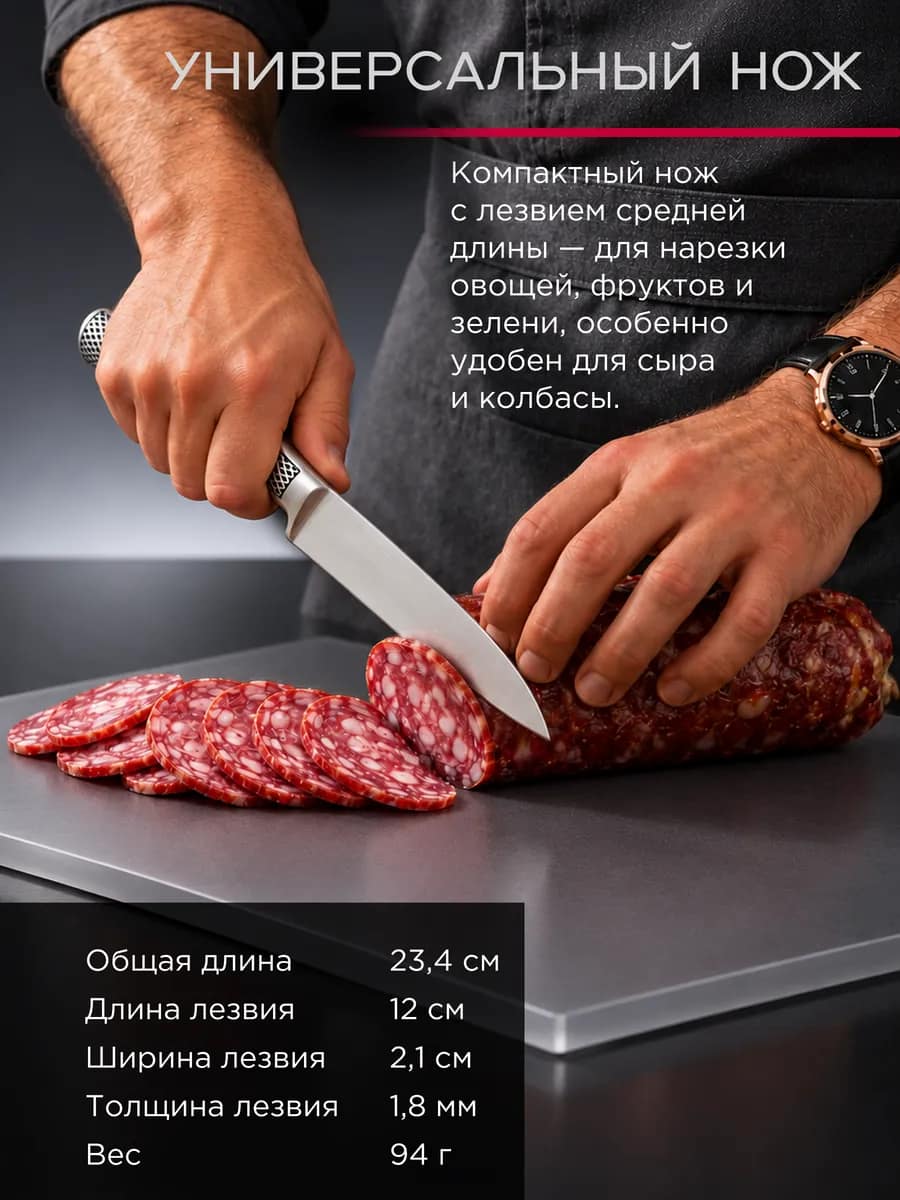 УНИВЕРСАЛЬНЫЙ НОЖ
Компактный нож
с лезвием средней
длины — для нарезки
овощей, фруктов и
зелени, особенно
удобен для сыра
и колбасы.
Общая длина 23,4 см
Длина лезвия 12 см
Ширина лезвия 2,1 см
Толщина лезвия 1,8 мм
Вес 94 г